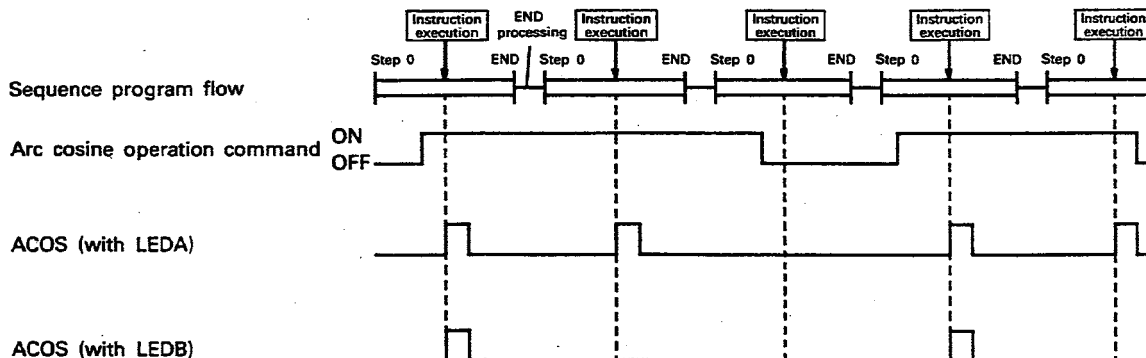 Instruction execution
END processing
Instruction execution
Instruction execution
Instruction execution
Instruction execution
Step 0 END Step 0 END Step 0 END Step 0 END Step 0
Sequence program flow
Arc cosine operation command ON
OFF
ACOS (with LEDA)
ACOS (with LEDB)